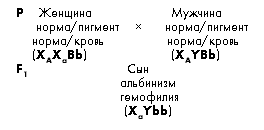 P Женщина Мужчина
норма/пигмент × норма/пигмент
норма/кровь норма/кровь
(XAXaBb) (XAYBb)
F1 Сын
альбинизм
гемофилия
(XaYbb)